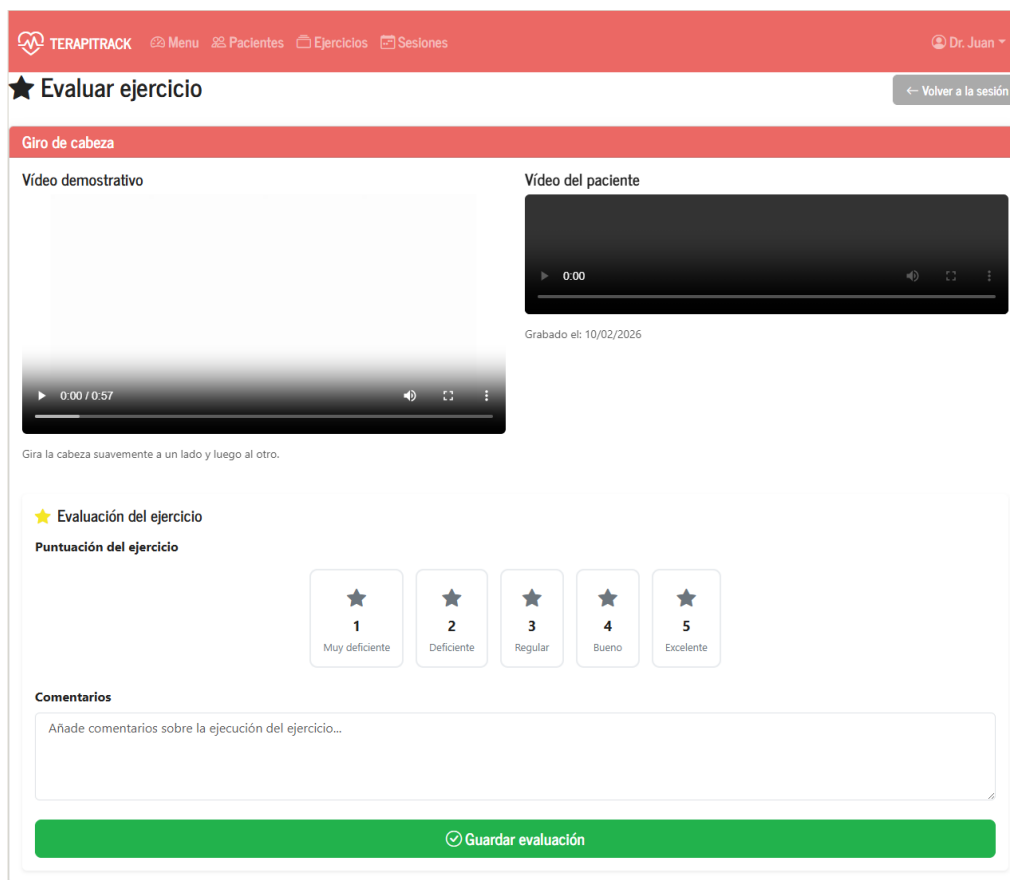 TERAPITRACK Menu Pacientes Ejercicios Sesiones Dr. Juan
Evaluar ejercicio
← Volver a la sesión
Giro de cabeza
Vídeo demostrativo
0:00 / 0:57
Gira la cabeza suavemente a un lado y luego al otro.
Vídeo del paciente
0:00
Grabado el: 10/02/2026
Evaluación del ejercicio
Puntuación del ejercicio
1
Muy deficiente
2
Deficiente
3
Regular
4
Bueno
5
Excelente
Comentarios
Añade comentarios sobre la ejecución del ejercicio...
Guardar evaluación